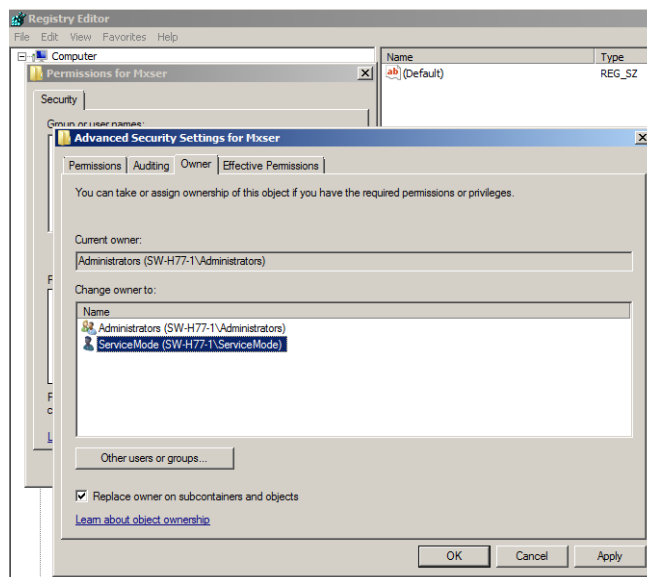 Registry Editor
File Edit View Favorites Help
Computer
Name Type
(Default) REG_SZ
Permissions for Mxser
Security
Group or user names:
Advanced Security Settings for Mxser
Permissions Auditing Owner Effective Permissions
You can take or assign ownership of this object if you have the required permissions or privileges.
Current owner:
Administrators (SW-H77-1\Administrators)
Change owner to:
Name
Administrators (SW-H77-1\Administrators)
ServiceMode (SW-H77-1\ServiceMode)
Other users or groups...
Replace owner on subcontainers and objects
Learn about object ownership
OK Cancel Apply